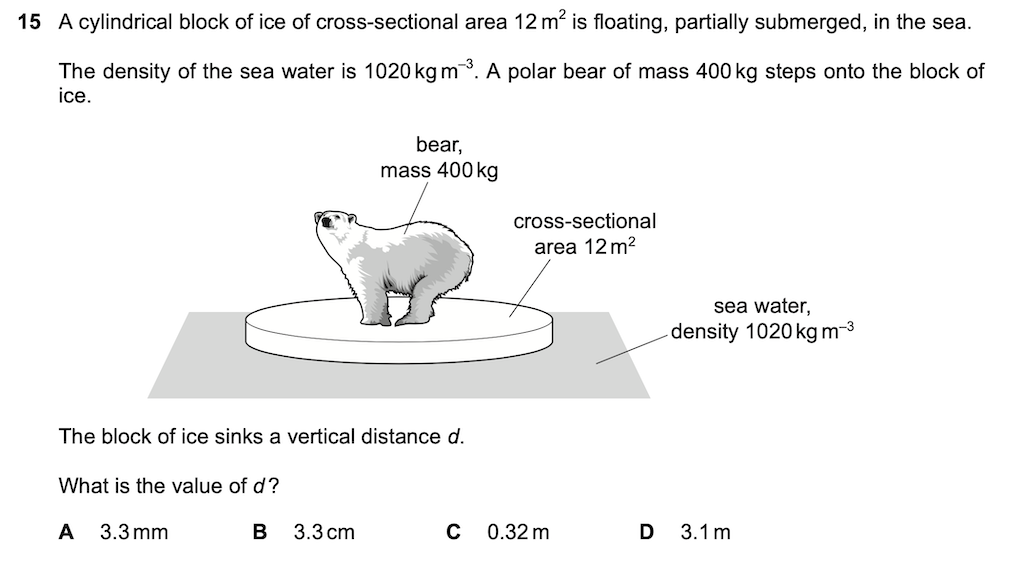 15 A cylindrical block of ice of cross-sectional area 12 m² is floating, partially submerged, in the sea.
The density of the sea water is 1020 kg m⁻³. A polar bear of mass 400 kg steps onto the block of
ice.
bear,
mass 400 kg
cross-sectional
area 12 m²
sea water,
density 1020 kg m⁻³
The block of ice sinks a vertical distance d.
What is the value of d?
A 3.3 mm B 3.3 cm C 0.32 m D 3.1 m